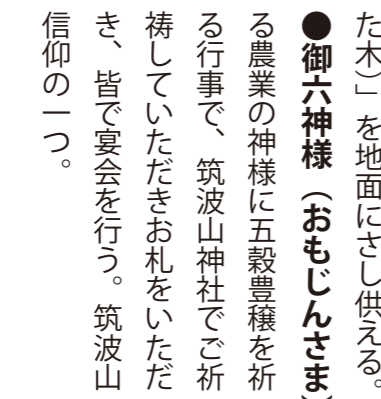 た木）」を地面にさし供える。
●御六神様（おもじんさま）
る農業の神様に五穀豊穣を祈
る行事で、筑波山神社でご祈
祷していただきお札をいただ
き、皆で宴会を行う。筑波山
信仰の一つ。